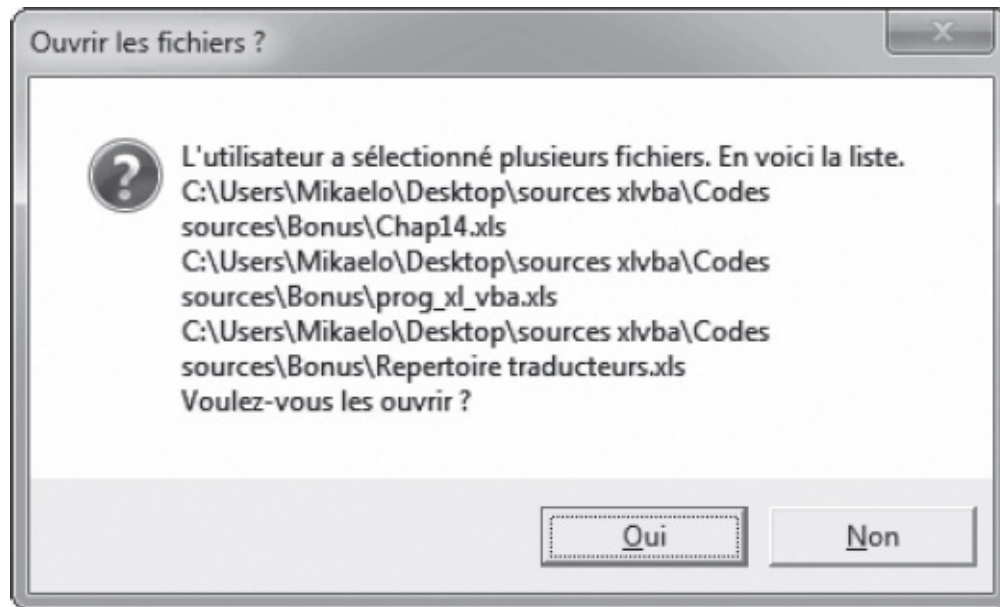 Ouvrir les fichiers ?
L'utilisateur a sélectionné plusieurs fichiers. En voici la liste.
C:\Users\Mikaelo\Desktop\sources xlvba\Codes
sources\Bonus\Chap14.xls
C:\Users\Mikaelo\Desktop\sources xlvba\Codes
sources\Bonus\prog_xl_vba.xls
C:\Users\Mikaelo\Desktop\sources xlvba\Codes
sources\Bonus\Repertoire traducteurs.xls
Voulez-vous les ouvrir ?
Oui
Non